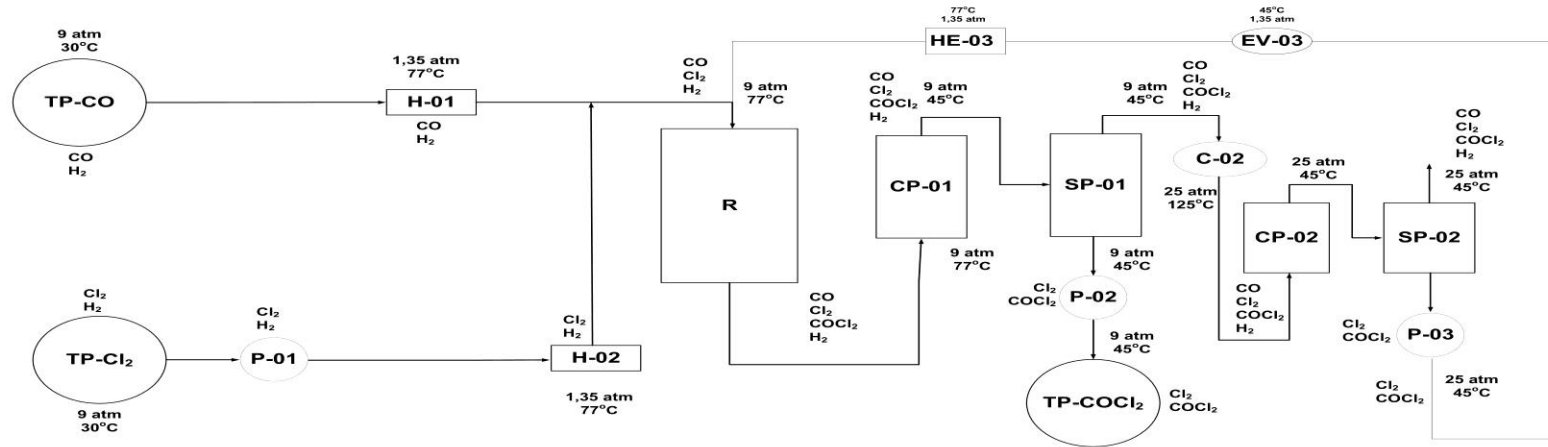 9 atm
30°C
TP-CO
CO
H₂
1,35 atm
77°C
H-01
CO
H₂
Cl₂
H₂
TP-Cl₂
9 atm
30°C
Cl₂
H₂
P-01
Cl₂
H₂
H-02
1,35 atm
77°C
CO
Cl₂
H₂
9 atm
77°C
R
CO
Cl₂
COCl₂
H₂
CO
Cl₂
COCl₂
H₂
CP-01
9 atm
77°C
9 atm
45°C
SP-01
9 atm
45°C
Cl₂
COCl₂
P-02
9 atm
45°C
TP-COCl₂
Cl₂
COCl₂
9 atm
45°C
CO
Cl₂
COCl₂
H₂
C-02
25 atm
125°C
CO
Cl₂
COCl₂
H₂
CP-02
25 atm
45°C
SP-02
CO
Cl₂
COCl₂
H₂
25 atm
45°C
Cl₂
COCl₂
P-03
Cl₂
COCl₂
25 atm
45°C
45°C
1,35 atm
EV-03
77°C
1,35 atm
HE-03